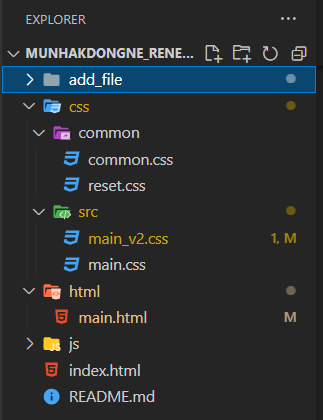 EXPLORER
MUNHAKDONGNE_RENE...
add_file
css
common
common.css
reset.css
src
main_v2.css 1, M
main.css
html
main.html M
JS js
index.html
README.md